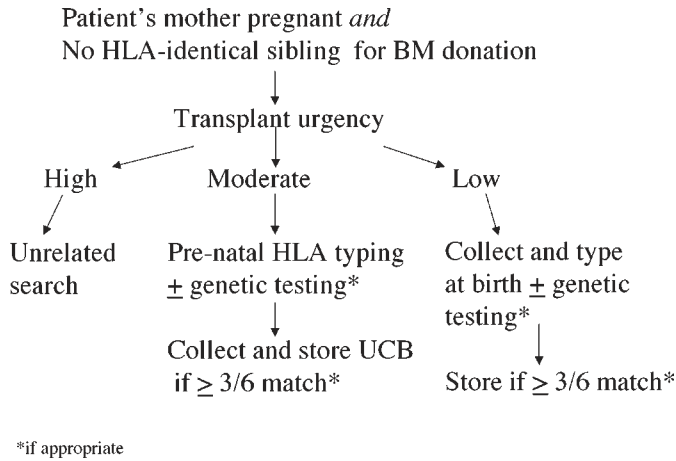 Patient's mother pregnant and
No HLA-identical sibling for BM donation
Transplant urgency
High
Moderate
Low
Unrelated
search
Pre-natal HLA typing
± genetic testing*
Collect and type
at birth ± genetic
testing*
Collect and store UCB
if ≥ 3/6 match*
Store if ≥ 3/6 match*
*if appropriate